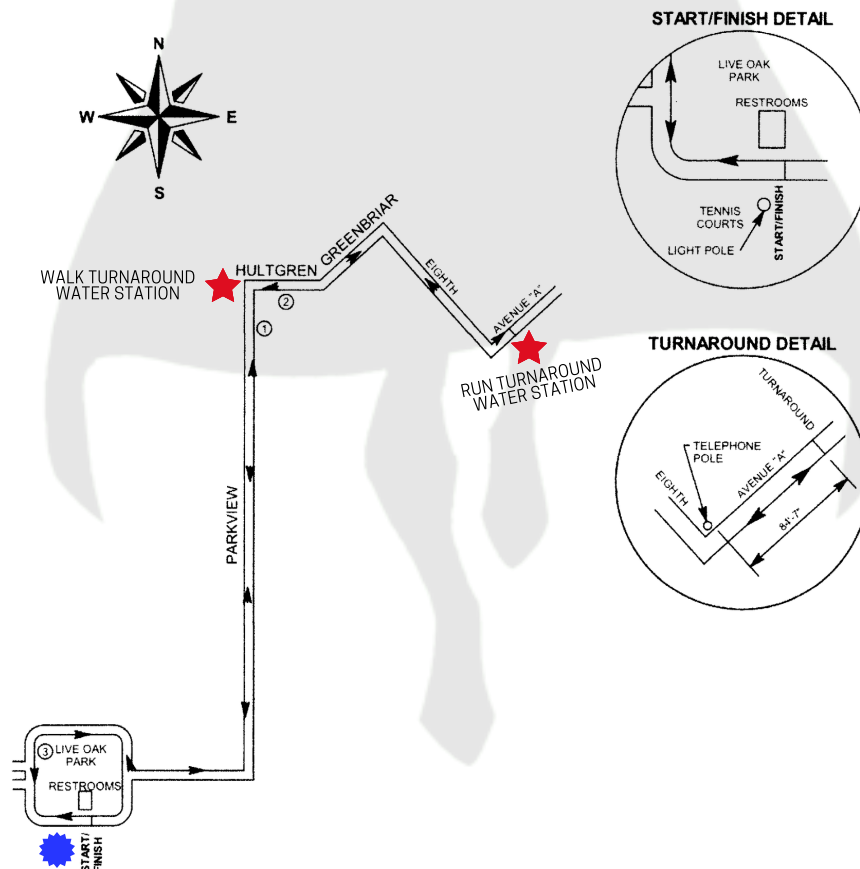 START/FINISH DETAIL
N
W
E
S
LIVE OAK
PARK
RESTROOMS
TENNIS
COURTS
LIGHT POLE
START/FINISH
WALK TURNAROUND
WATER STATION
HULTGREN
GREENBRIAR
2
1
EIGHTH
AVENUE "A"
RUN TURNAROUND
WATER STATION
TURNAROUND DETAIL
TURNAROUND
TELEPHONE
POLE
AVENUE "A"
EIGHTH
84'-7"
PARKVIEW
3
LIVE OAK
PARK
RESTROOMS
START/
FINISH